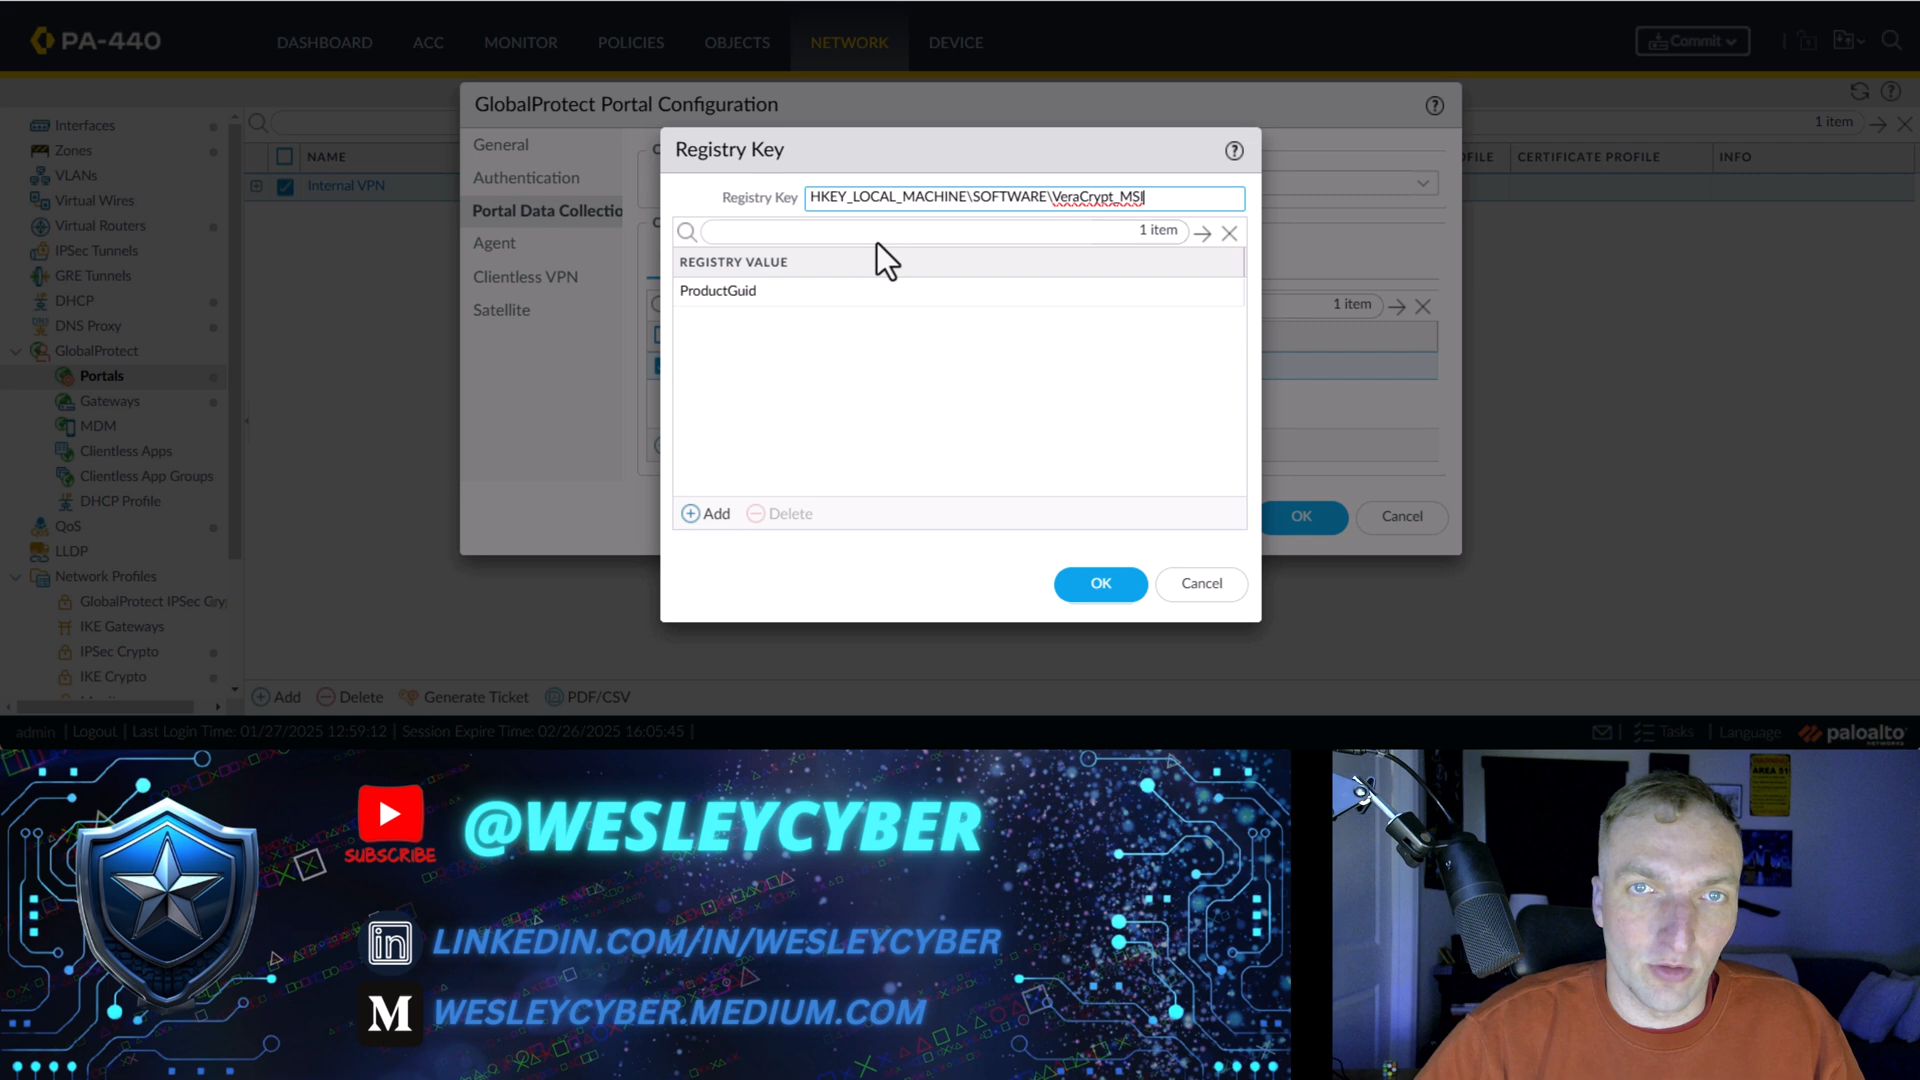 PA-440
DASHBOARD ACC MONITOR POLICIES OBJECTS NETWORK DEVICE
Commit
GlobalProtect Portal Configuration
Interfaces
Zones
VLANs
Virtual Wires
Virtual Routers
IPSec Tunnels
GRE Tunnels
DHCP
DNS Proxy
GlobalProtect
Portals
Gateways
MDM
Clientless Apps
Clientless App Groups
DHCP Profile
QoS
LLDP
Network Profiles
GlobalProtect IPSec Cry
IKE Gateways
IPSec Crypto
IKE Crypto
NAME
Internal VPN
1 item
OFILE CERTIFICATE PROFILE INFO
General
Authentication
Portal Data Collectio
Agent
Clientless VPN
Satellite
1 item
OK Cancel
Registry Key
Registry Key HKEY_LOCAL_MACHINE\SOFTWARE\VeraCrypt_MSI
1 item
REGISTRY VALUE
ProductGuid
Add Delete
OK Cancel
Add Delete Generate Ticket PDF/CSV
admin | Logout | Last Login Time: 01/27/2025 12:59:12 | Session Expire Time: 02/26/2025 16:05:45 |
Tasks | Language paloalto
NETWORKS
SUBSCRIBE
@WESLEYCYBER
in
LINKEDIN.COM/IN/WESLEYCYBER
M
WESLEYCYBER.MEDIUM.COM
AREA 51